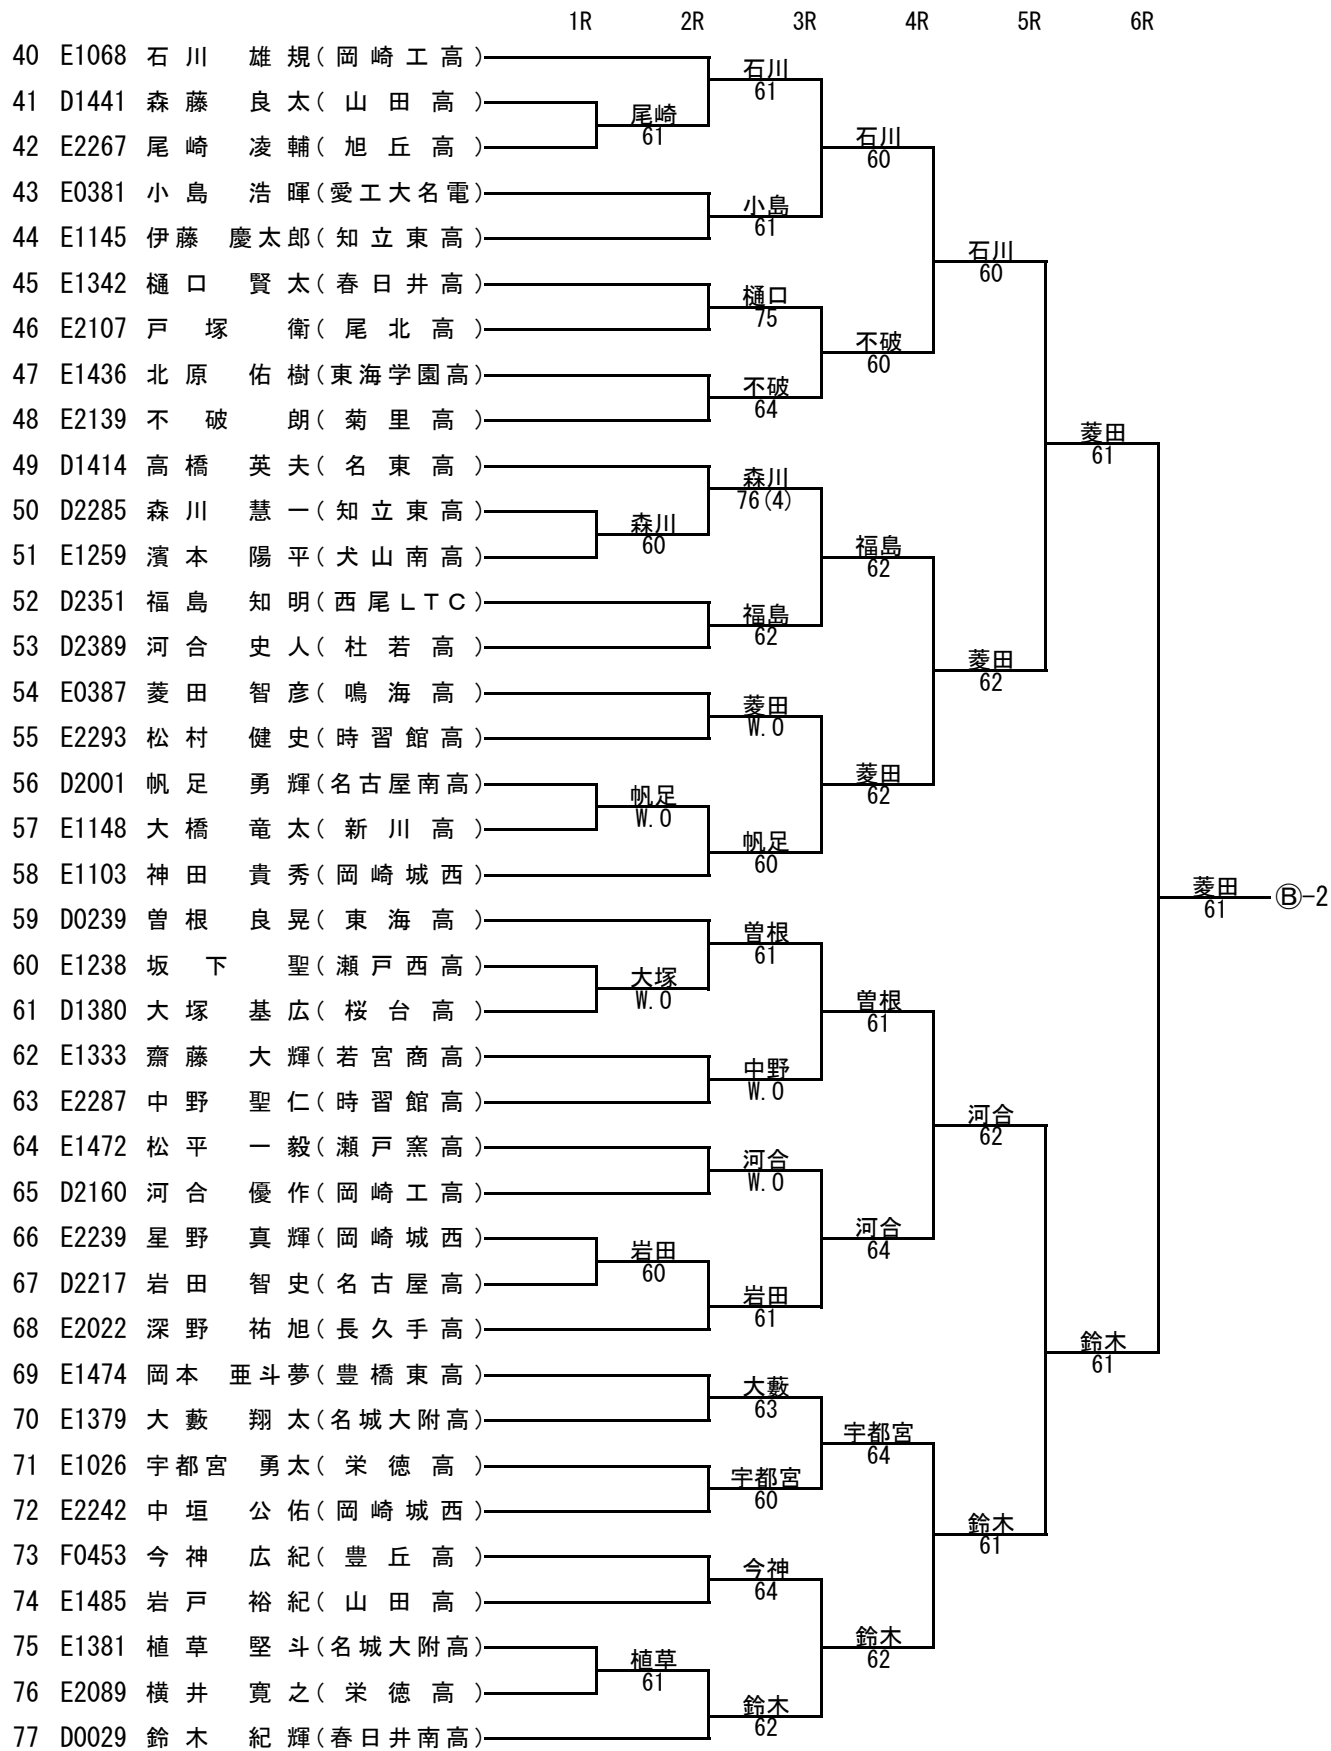 1R 2R 3R 4R 5R 6R
40 E1068 石川 雄規(岡崎工高)
石川
61
41 D1441 森藤 良太(山田高)
尾崎
61
石川
60
42 E2267 尾崎 凌輔(旭丘高)
43 E0381 小島 浩暉(愛工大名電)
小島
61
44 E1145 伊藤 慶太郎(知立東高)
石川
60
45 E1342 樋口 賢太(春日井高)
樋口
75
46 E2107 戸塚 衛(尾北高)
不破
60
47 E1436 北原 佑樹(東海学園高)
不破
64
48 E2139 不破 朗(菊里高)
菱田
61
49 D1414 高橋 英夫(名東高)
森川
76(4)
50 D2285 森川 慧一(知立東高)
森川
60
51 E1259 濱本 陽平(犬山南高)
福島
62
52 D2351 福島 知明(西尾LTC)
福島
62
53 D2389 河合 史人(杜若高)
菱田
62
54 E0387 菱田 智彦(鳴海高)
菱田
W.O
55 E2293 松村 健史(時習館高)
菱田
62
56 D2001 帆足 勇輝(名古屋南高)
帆足
W.O
57 E1148 大橋 竜太(新川高)
帆足
60
58 E1103 神田 貴秀(岡崎城西)
菱田
61
Ⓑ-2
59 D0239 曽根 良晃(東海高)
曽根
61
60 E1238 坂下 聖(瀬戸西高)
大塚
W.O
61 D1380 大塚 基広(桜台高)
曽根
61
62 E1333 齋藤 大輝(若宮商高)
中野
W.O
63 E2287 中野 聖仁(時習館高)
河合
62
64 E1472 松平 一毅(瀬戸窯高)
河合
W.O
65 D2160 河合 優作(岡崎工高)
河合
64
66 E2239 星野 真輝(岡崎城西)
岩田
60
67 D2217 岩田 智史(名古屋高)
岩田
61
68 E2022 深野 祐旭(長久手高)
鈴木
61
69 E1474 岡本 亜斗夢(豊橋東高)
大藪
63
70 E1379 大藪 翔太(名城大附高)
宇都宮
64
71 E1026 宇都宮 勇太(栄徳高)
宇都宮
60
72 E2242 中垣 公佑(岡崎城西)
鈴木
61
73 F0453 今神 広紀(豊丘高)
今神
64
74 E1485 岩戸 裕紀(山田高)
鈴木
62
75 E1381 植草 堅斗(名城大附高)
植草
61
76 E2089 横井 寛之(栄徳高)
鈴木
62
77 D0029 鈴木 紀輝(春日井南高)